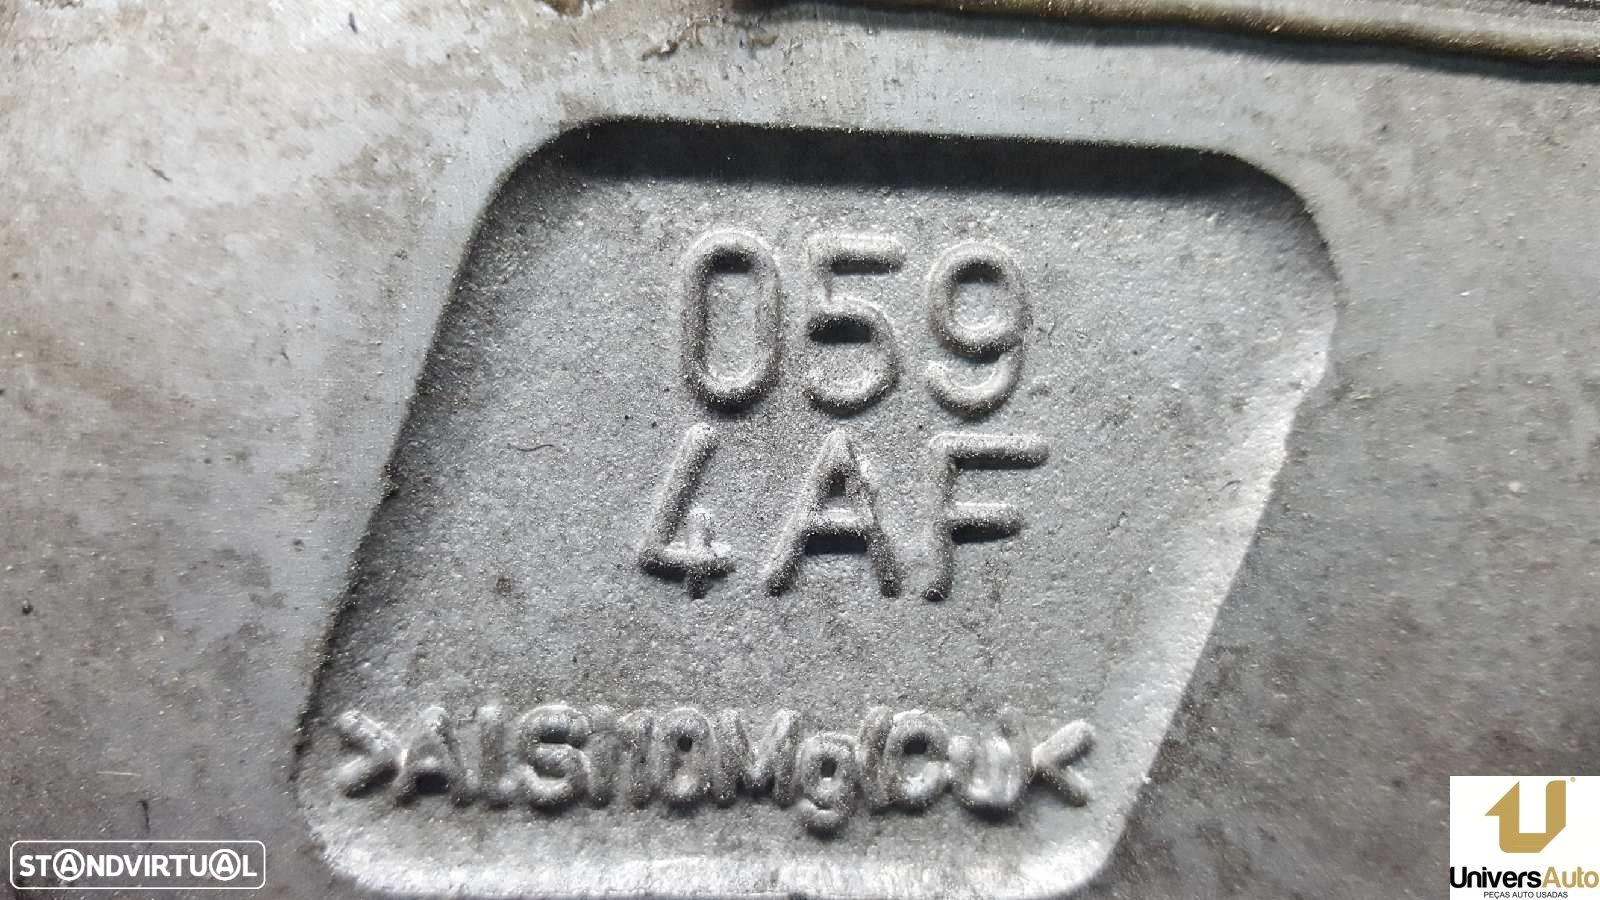 059
4AF
>AlSi10Mg(Cu)<
STANDVIRTUAL
UniversAuto
PEÇAS AUTO USADAS